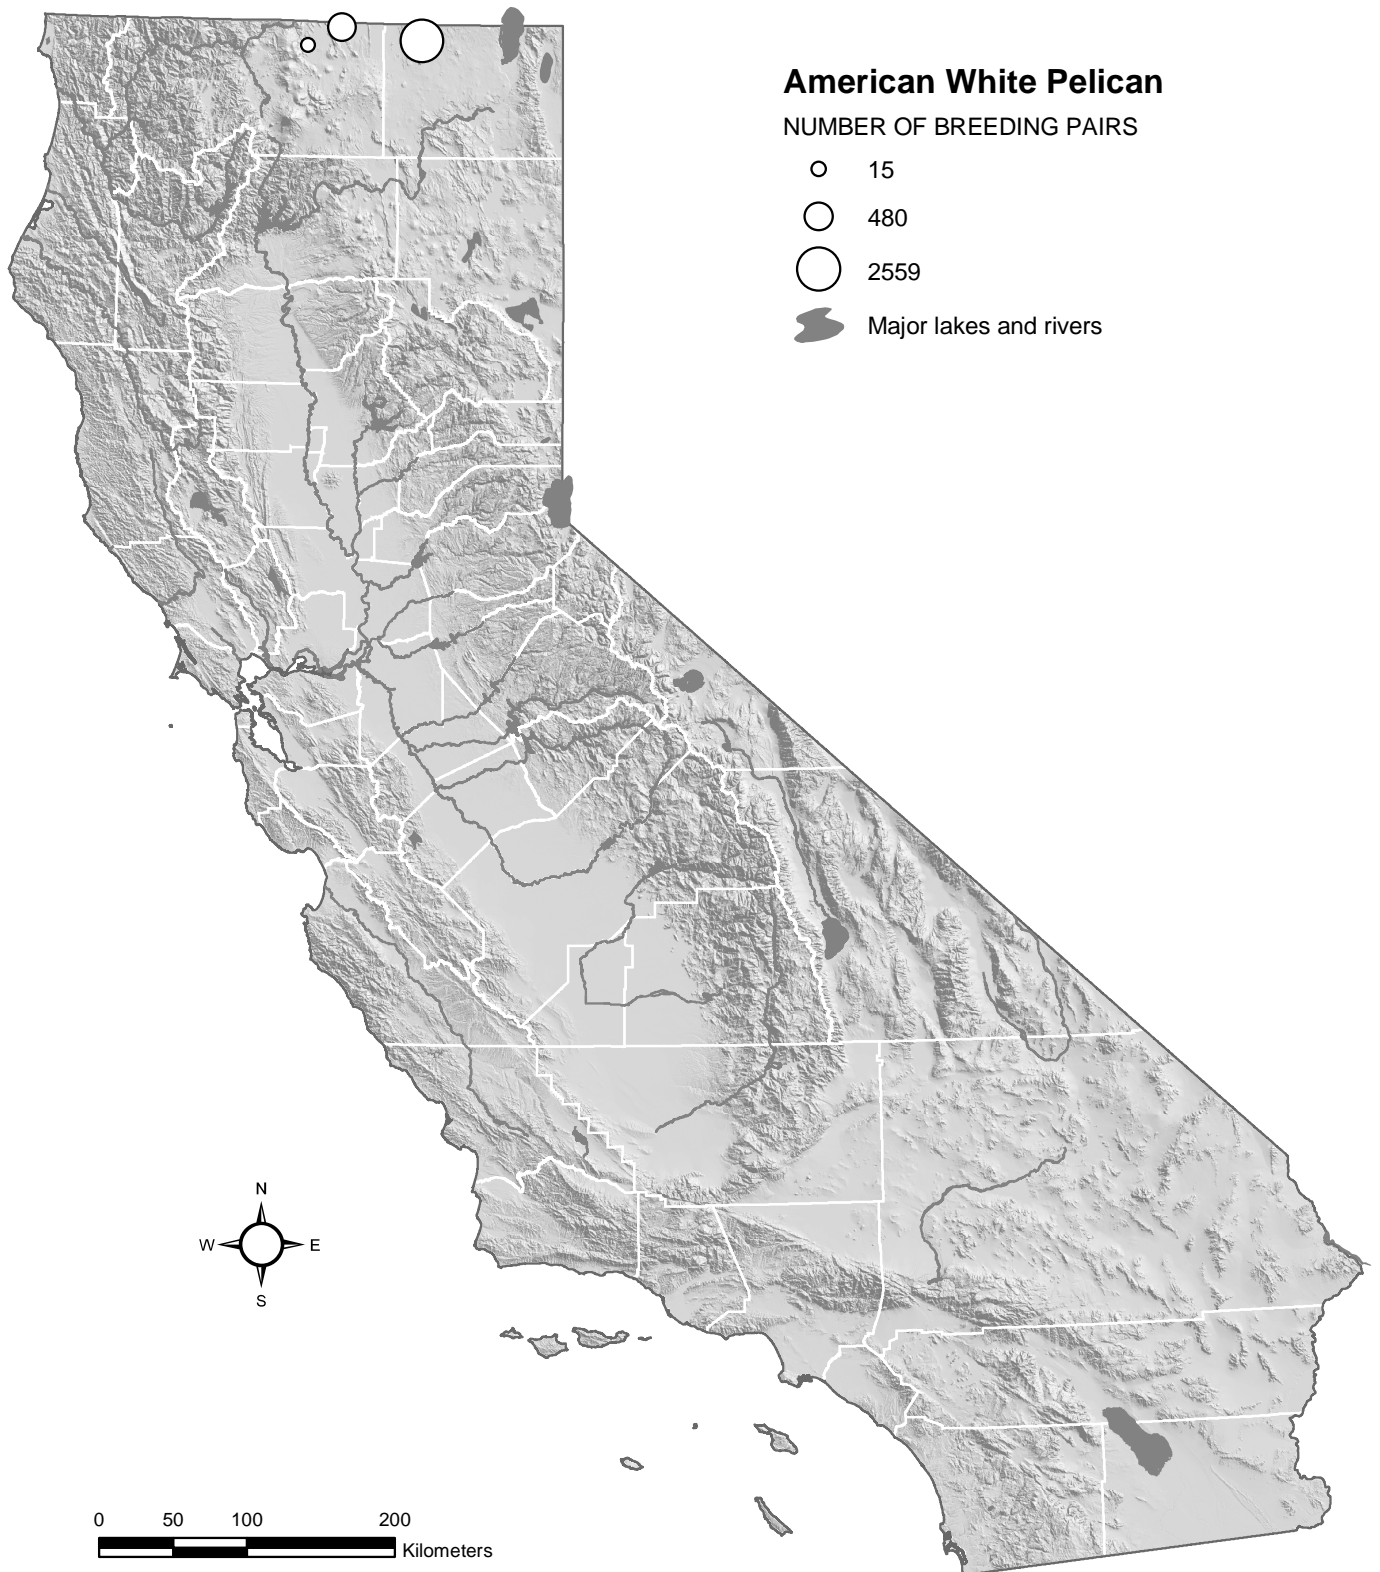 American White Pelican
NUMBER OF BREEDING PAIRS
15
480
2559
Major lakes and rivers
N
W E
S
0 50 100 200
Kilometers